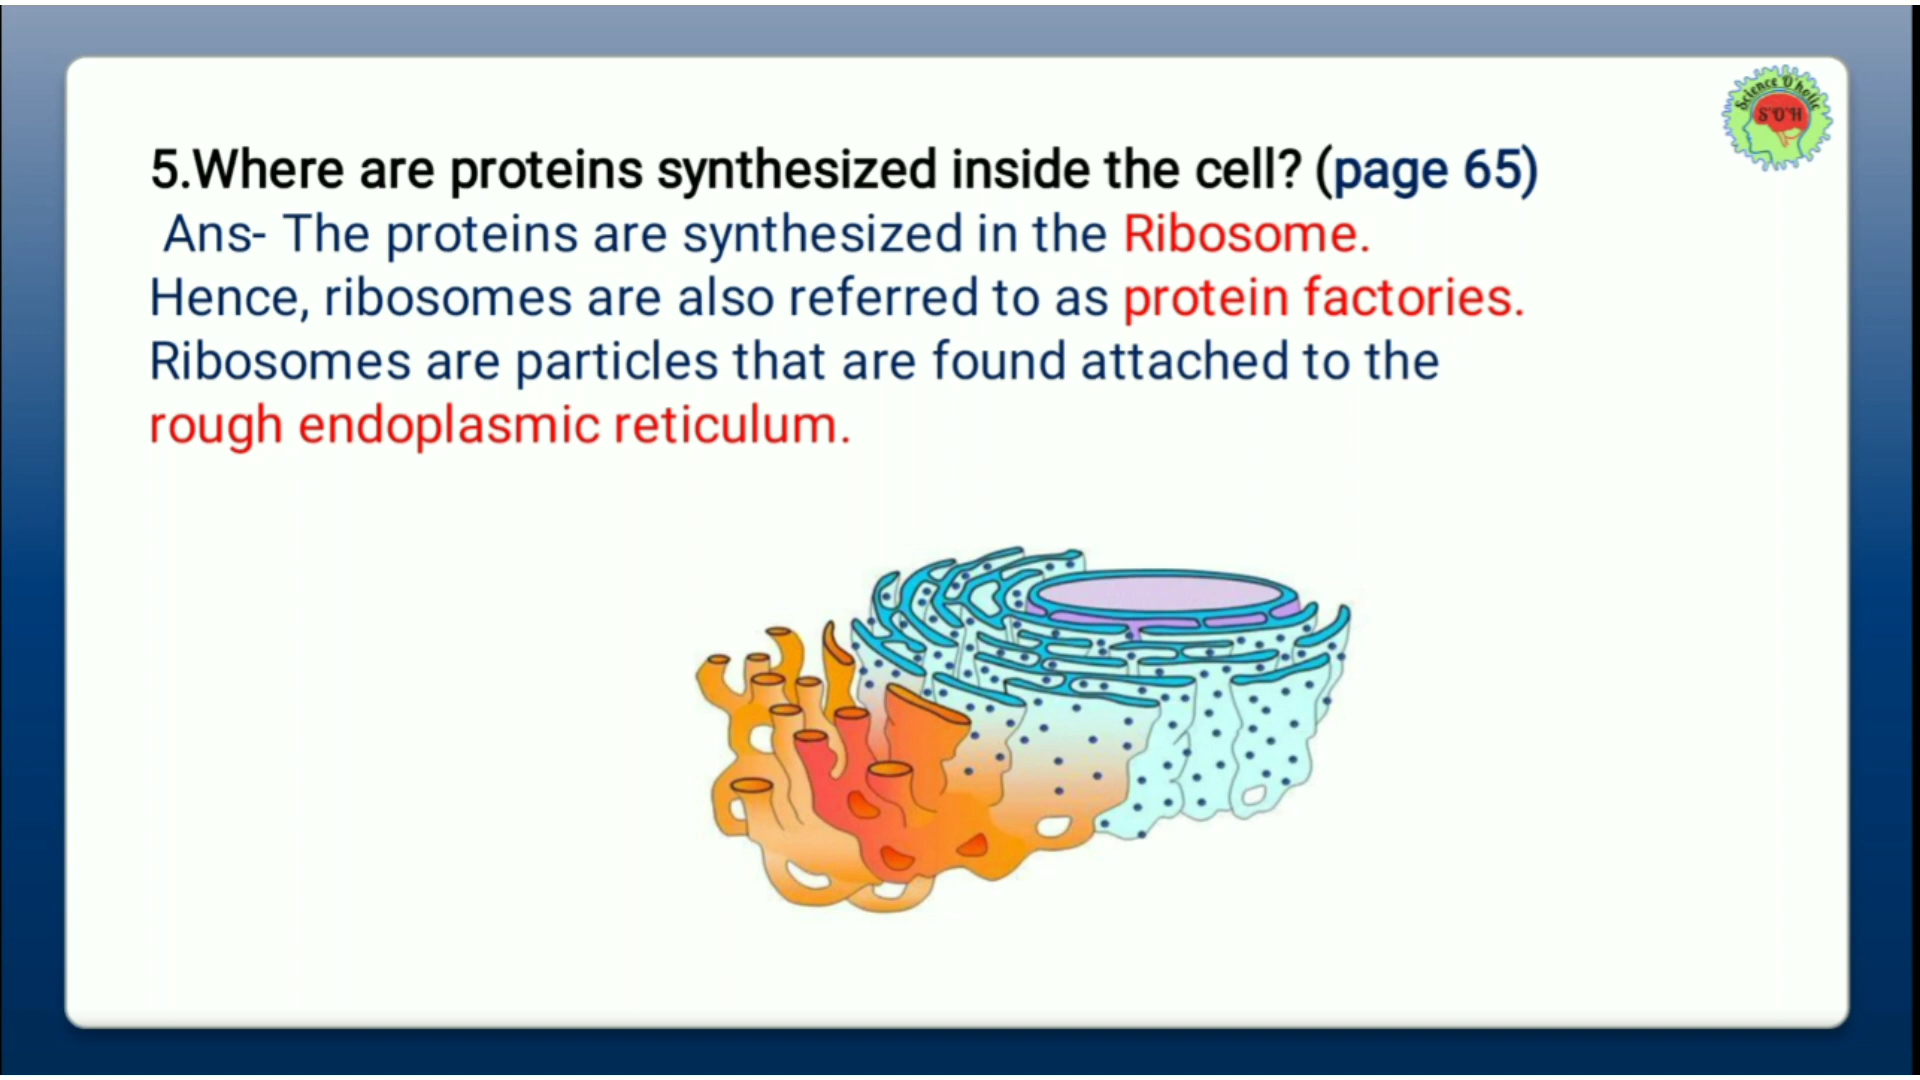 Science O'holic
S'O'H
5.Where are proteins synthesized inside the cell? (page 65)
Ans- The proteins are synthesized in the Ribosome.
Hence, ribosomes are also referred to as protein factories.
Ribosomes are particles that are found attached to the
rough endoplasmic reticulum.